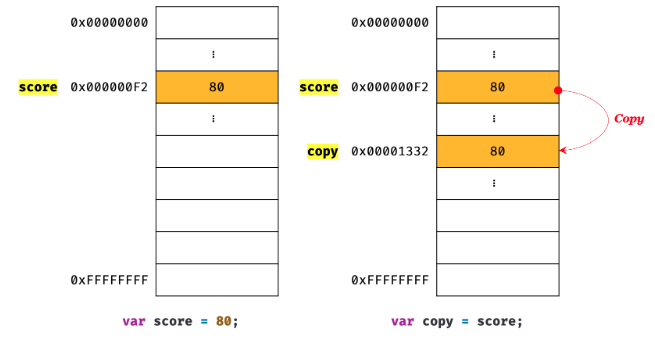 0x00000000
⋮
score 0x000000F2 80
⋮
0xFFFFFFFF
var score = 80;
0x00000000
⋮
score 0x000000F2 80
⋮
Copy
copy 0x00001332 80
⋮
0xFFFFFFFF
var copy = score;